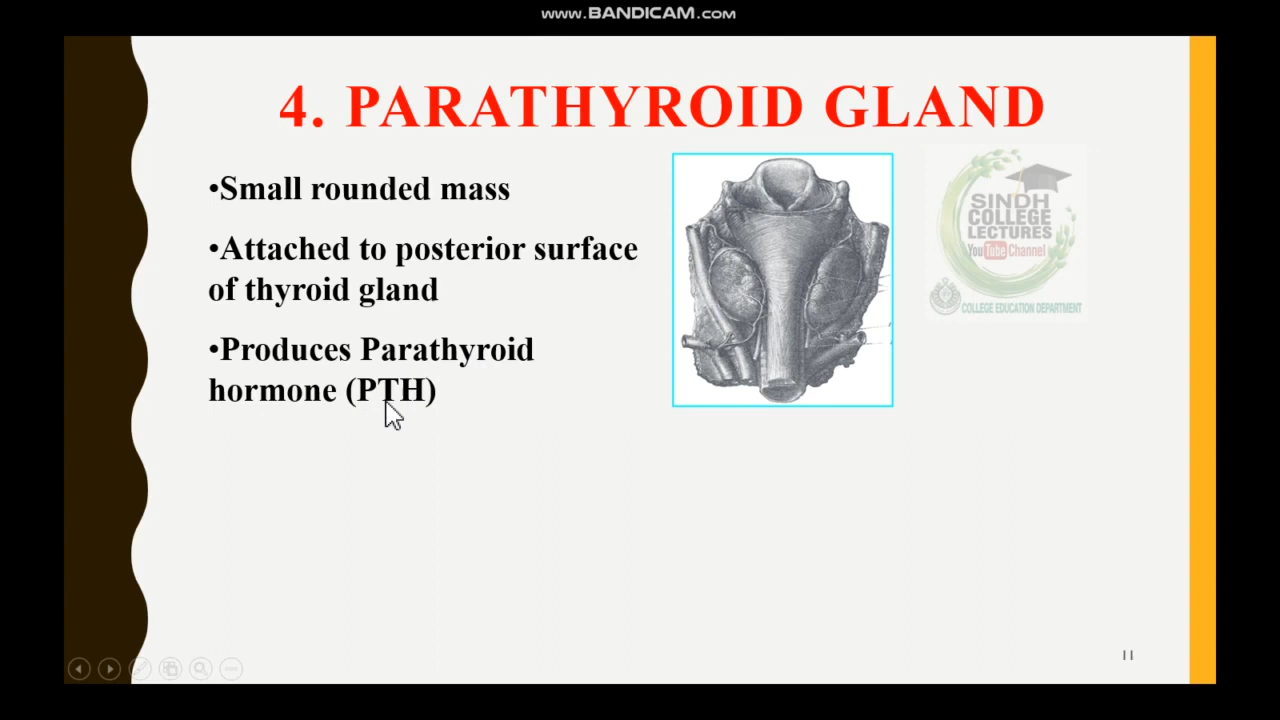 www.BANDICAM.com
4. PARATHYROID GLAND
•Small rounded mass
•Attached to posterior surface
of thyroid gland
•Produces Parathyroid
hormone (PTH)
SINDH
COLLEGE
LECTURES
YouTube Channel
COLLEGE EDUCATION DEPARTMENT
11